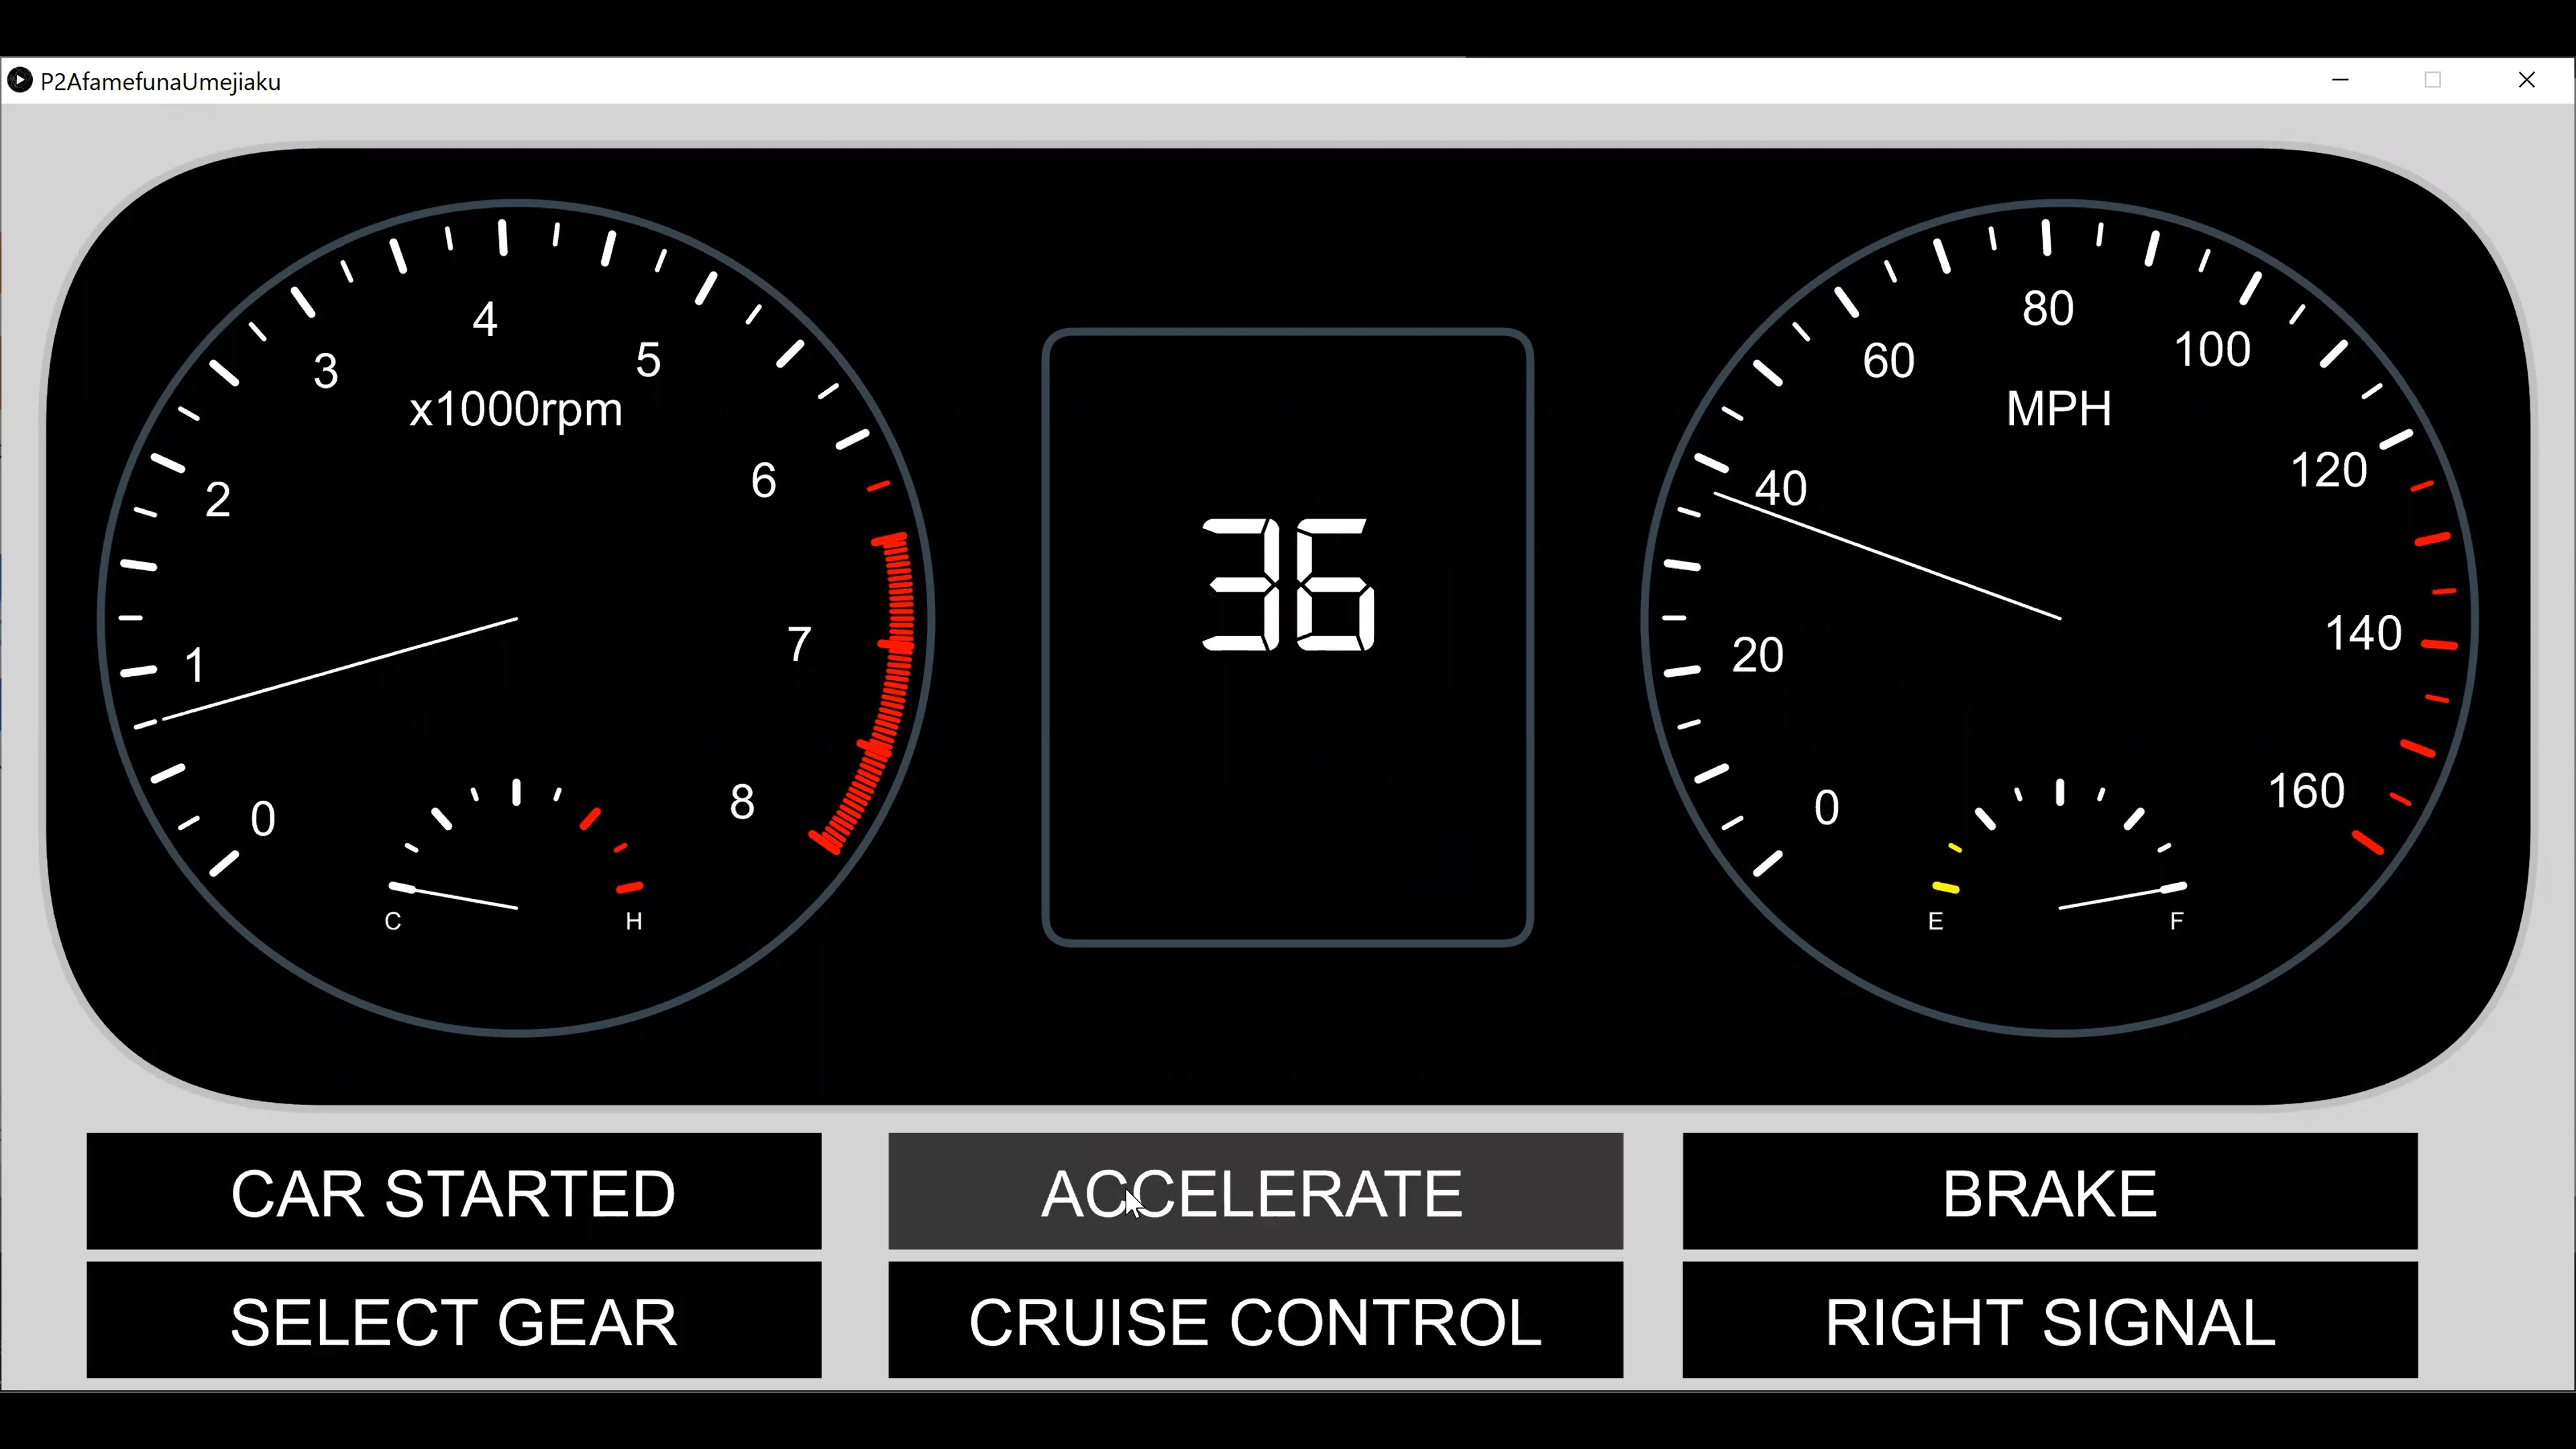 P2AfamefunaUmejiaku
4
3
5
x1000rpm
2
6
1
7
0
8
C
H
36
80
60
100
MPH
40
120
20
140
0
160
E
F
CAR STARTED
ACCELERATE
BRAKE
SELECT GEAR
CRUISE CONTROL
RIGHT SIGNAL